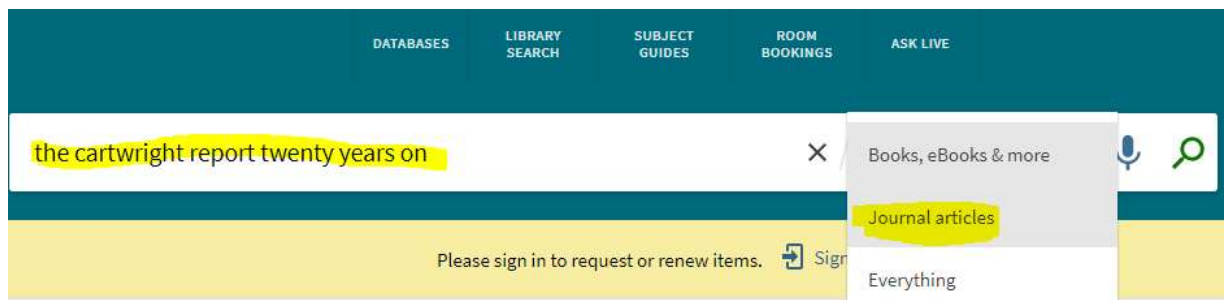 DATABASES
LIBRARY
SEARCH
SUBJECT
GUIDES
ROOM
BOOKINGS
ASK LIVE
the cartwright report twenty years on
Books, eBooks & more
Journal articles
Please sign in to request or renew items.
Sign
Everything